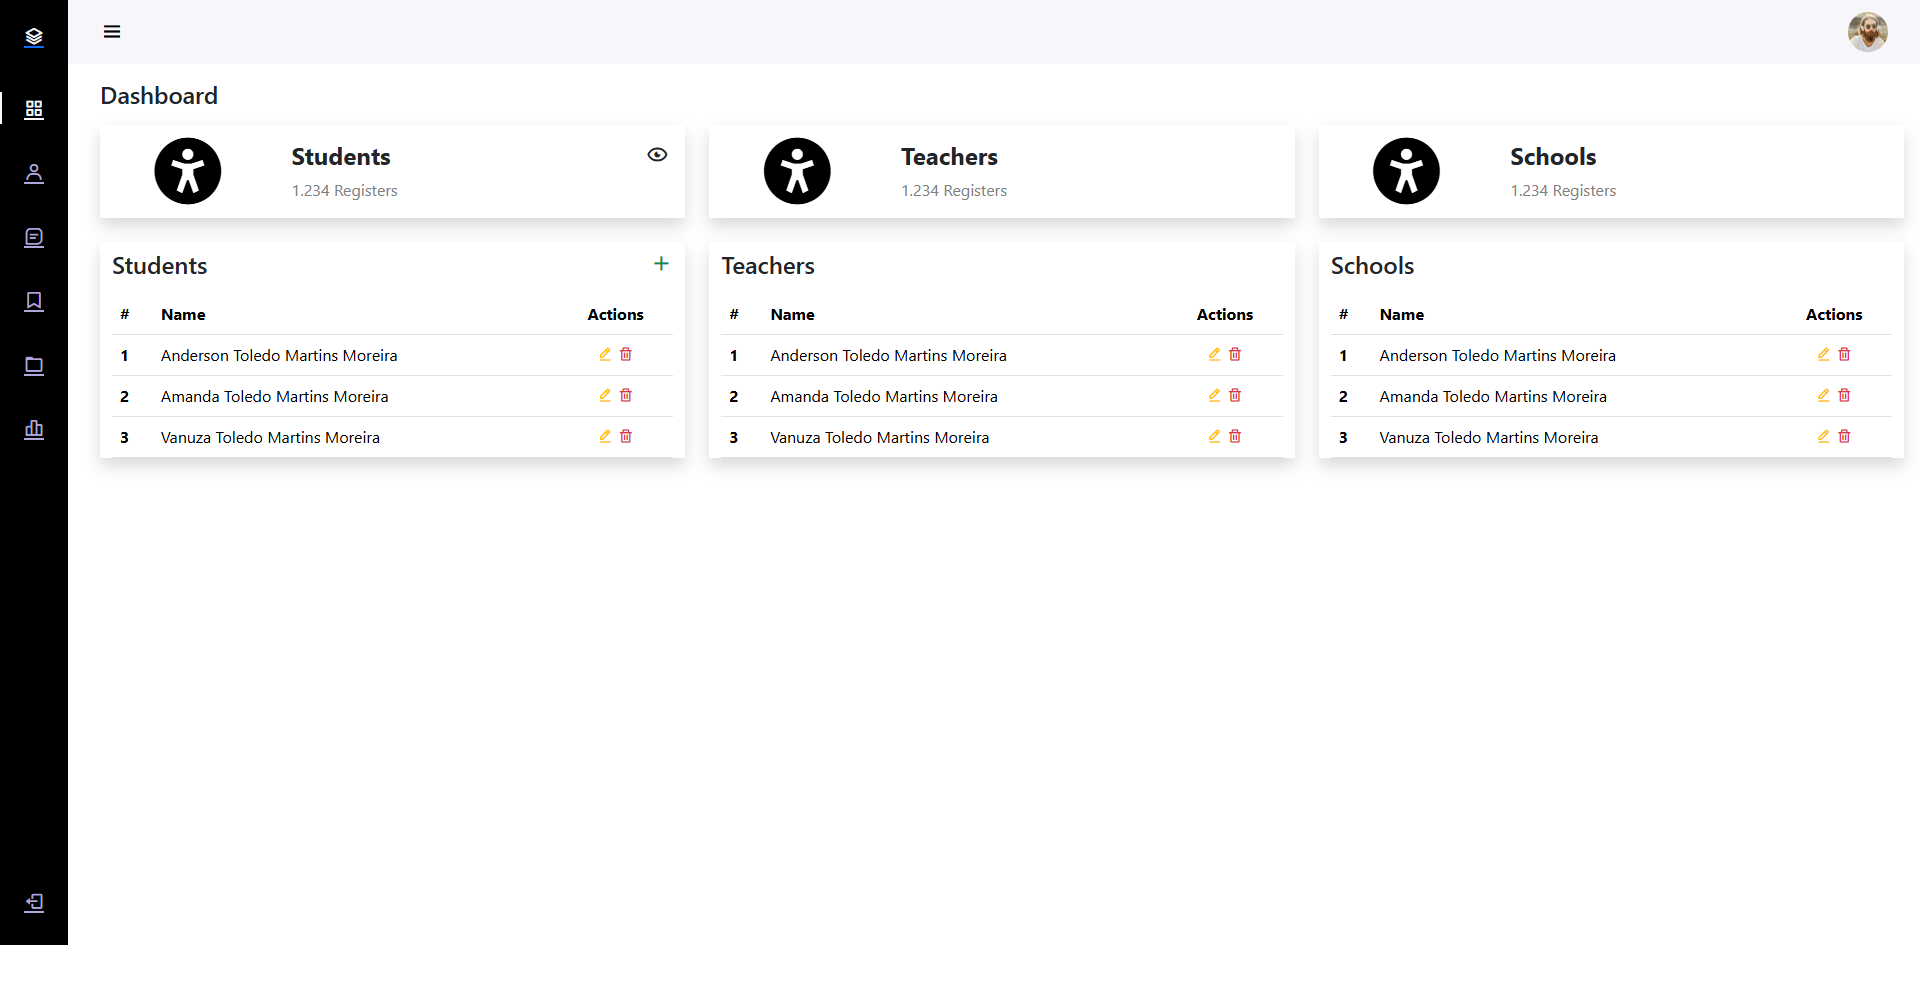 Dashboard
Students
1.234 Registers
Teachers
1.234 Registers
Schools
1.234 Registers
Students
# Name Actions
1 Anderson Toledo Martins Moreira
2 Amanda Toledo Martins Moreira
3 Vanuza Toledo Martins Moreira
Teachers
# Name Actions
1 Anderson Toledo Martins Moreira
2 Amanda Toledo Martins Moreira
3 Vanuza Toledo Martins Moreira
Schools
# Name Actions
1 Anderson Toledo Martins Moreira
2 Amanda Toledo Martins Moreira
3 Vanuza Toledo Martins Moreira